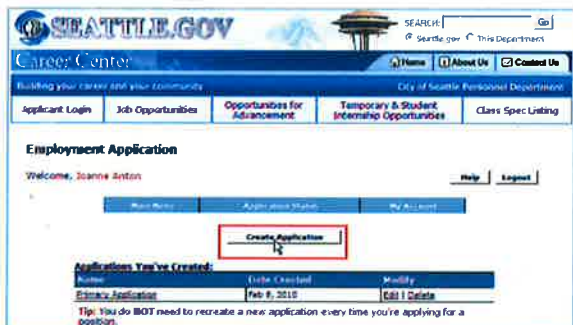 SEATTLE.GOV
SEARCH: Go
Seattle.gov This Department
Career Center
Home About Us Contact Us
Building your career and your community
City of Seattle Personnel Department
Applicant Login
Job Opportunities
Opportunities for Advancement
Temporary & Student Internship Opportunities
Class Spec Listing
Employment Application
Welcome, Joanne Anton
Help Logout
Main Menu Application Status My Account
Create Application
Applications You've Created:
Name Date Created Modify
Primary Application Feb 9, 2010 Edit | Delete
Tip: You do NOT need to recreate a new application every time you're applying for a
position.